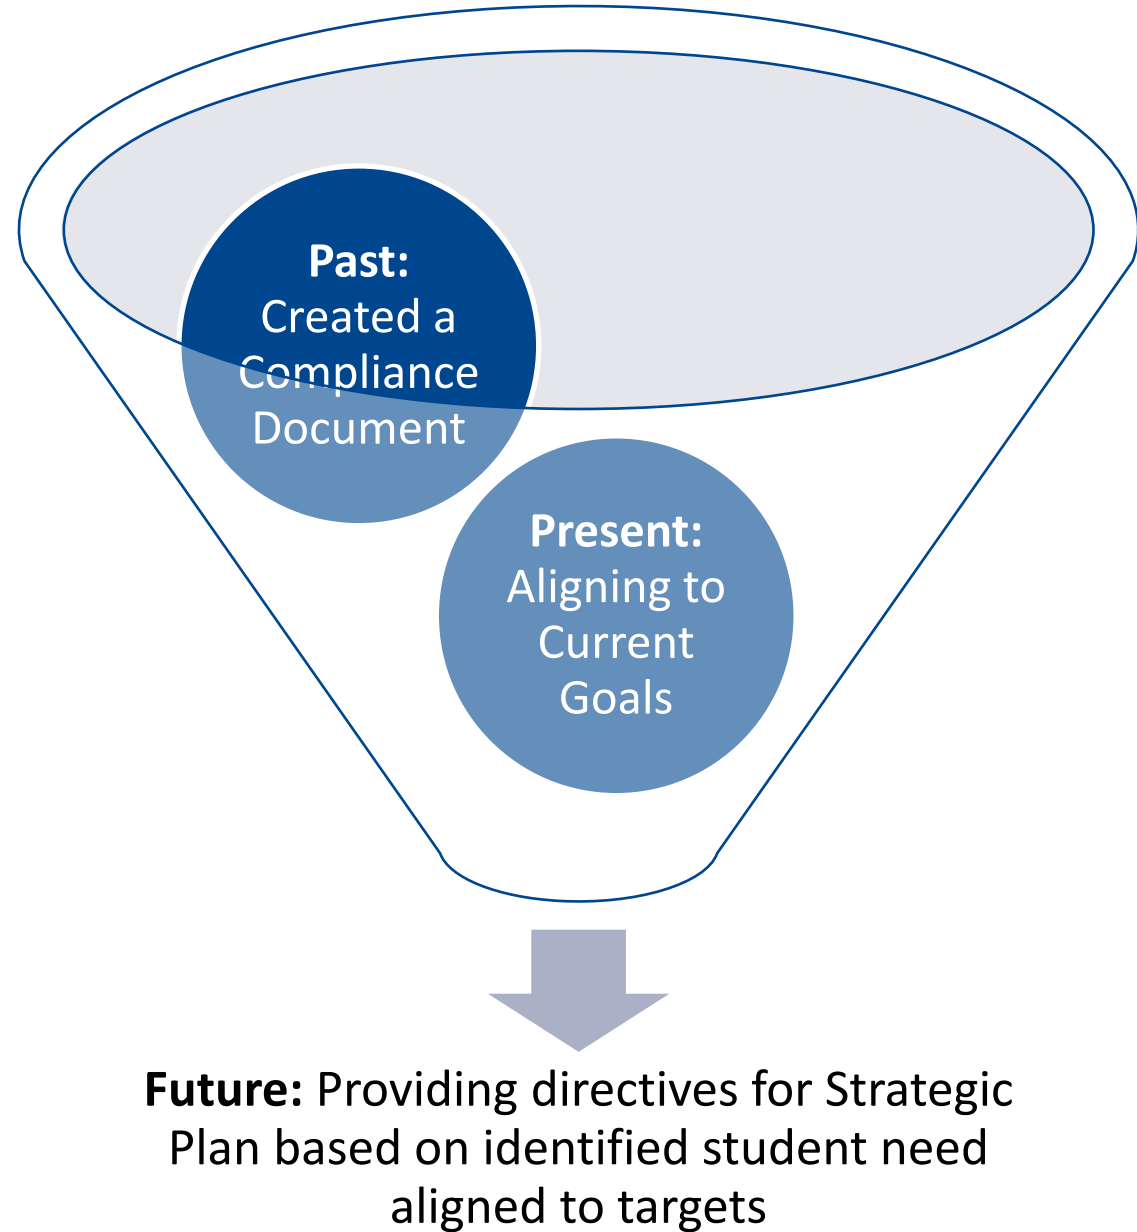 Past:
Created a
Compliance
Document
Present:
Aligning to
Current
Goals
Future: Providing directives for Strategic
Plan based on identified student need
aligned to targets